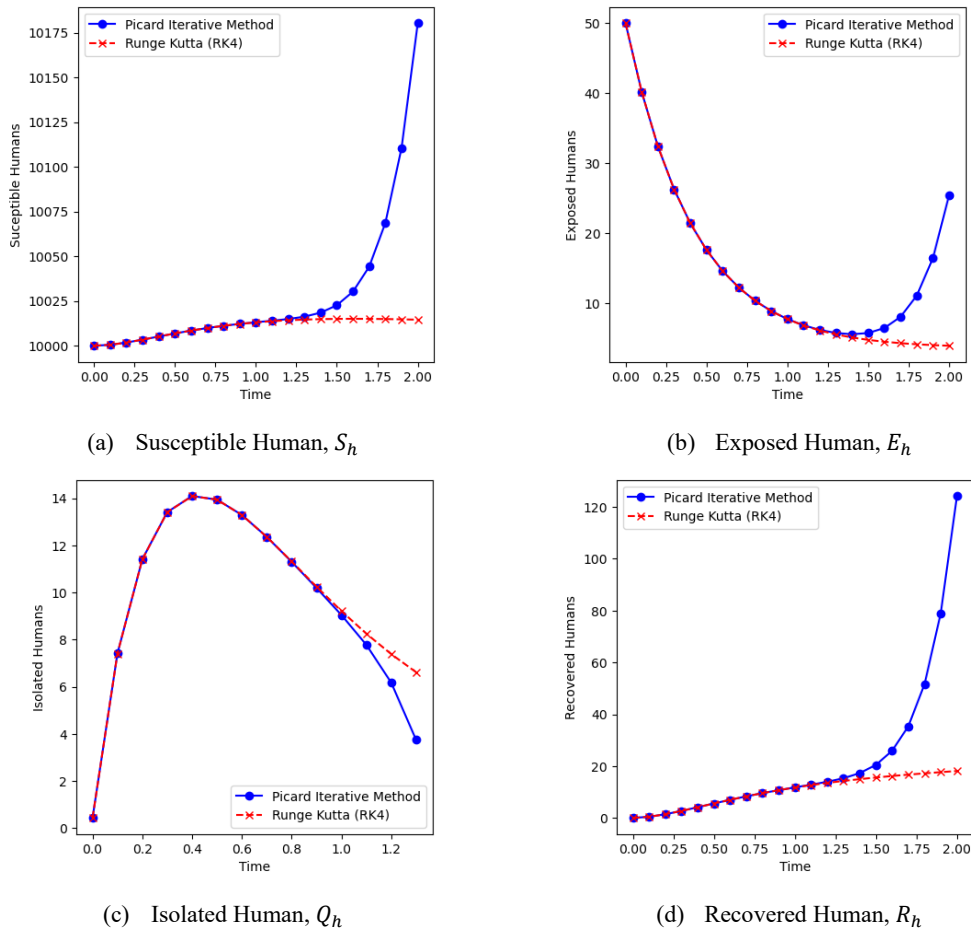 Picard Iterative Method
Runge Kutta (RK4)
10175
10150
10125
10100
10075
10050
10025
10000
Suceptible Humans
0.00 0.25 0.50 0.75 1.00 1.25 1.50 1.75 2.00
Time
(a) Susceptible Human, S_h
Picard Iterative Method
Runge Kutta (RK4)
50
40
30
20
10
Exposed Humans
0.00 0.25 0.50 0.75 1.00 1.25 1.50 1.75 2.00
Time
(b) Exposed Human, E_h
14
12
10
8
6
4
2
0
Isolated Humans
Picard Iterative Method
Runge Kutta (RK4)
0.0 0.2 0.4 0.6 0.8 1.0 1.2
Time
(c) Isolated Human, Q_h
Picard Iterative Method
Runge Kutta (RK4)
120
100
80
60
40
20
0
Recovered Humans
0.00 0.25 0.50 0.75 1.00 1.25 1.50 1.75 2.00
Time
(d) Recovered Human, R_h